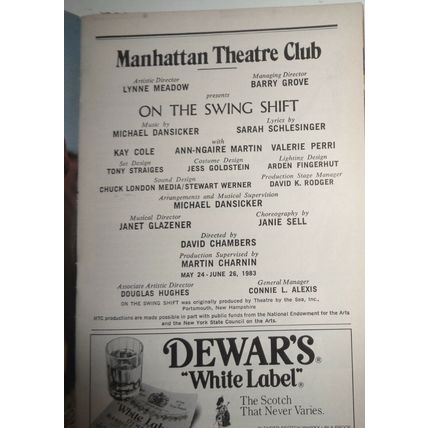 Manhattan Theatre Club
Artistic Director Managing Director
LYNNE MEADOW BARRY GROVE
presents
ON THE SWING SHIFT
Music by Lyrics by
MICHAEL DANSICKER SARAH SCHLESINGER
with
KAY COLE ANN-NGAIRE MARTIN VALERIE PERRI
Set Design Costume Design Lighting Design
TONY STRAIGES JESS GOLDSTEIN ARDEN FINGERHUT
Sound Design Production Stage Manager
CHUCK LONDON MEDIA/STEWART WERNER DAVID K. RODGER
Arrangements and Musical Supervision
MICHAEL DANSICKER
Musical Director Choreography by
JANET GLAZENER JANIE SELL
Directed by
DAVID CHAMBERS
Production Supervised by
MARTIN CHARNIN
MAY 24-JUNE 26, 1983
Associate Artistic Director General Manager
DOUGLAS HUGHES CONNIE L. ALEXIS
ON THE SWING SHIFT was originally produced by Theatre by the Sea, Inc.,
Portsmouth, New Hampshire
MTC productions are made possible in part with public funds from the National Endowment for the Arts
and the New York State Council on the Arts.
DEWAR'S®
"White Label"®
The Scotch
That Never Varies.
White Label